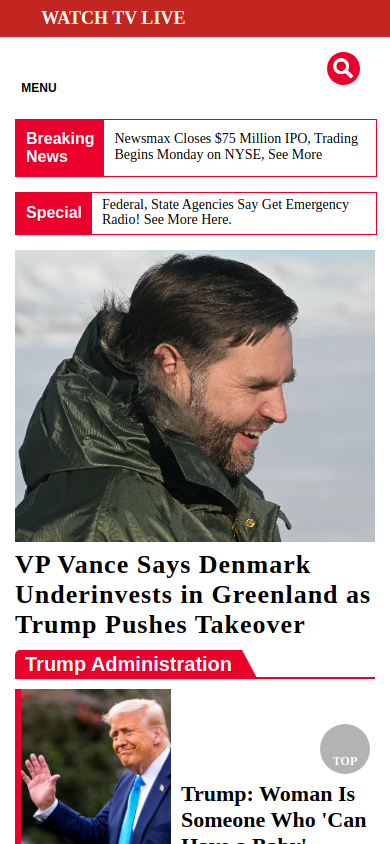 WATCH TV LIVE
MENU
Breaking
News
Newsmax Closes $75 Million IPO, Trading
Begins Monday on NYSE, See More
Special
Federal, State Agencies Say Get Emergency
Radio! See More Here.
VP Vance Says Denmark
Underinvests in Greenland as
Trump Pushes Takeover
Trump Administration
TOP
Trump: Woman Is
Someone Who 'Can
Have a Baby'